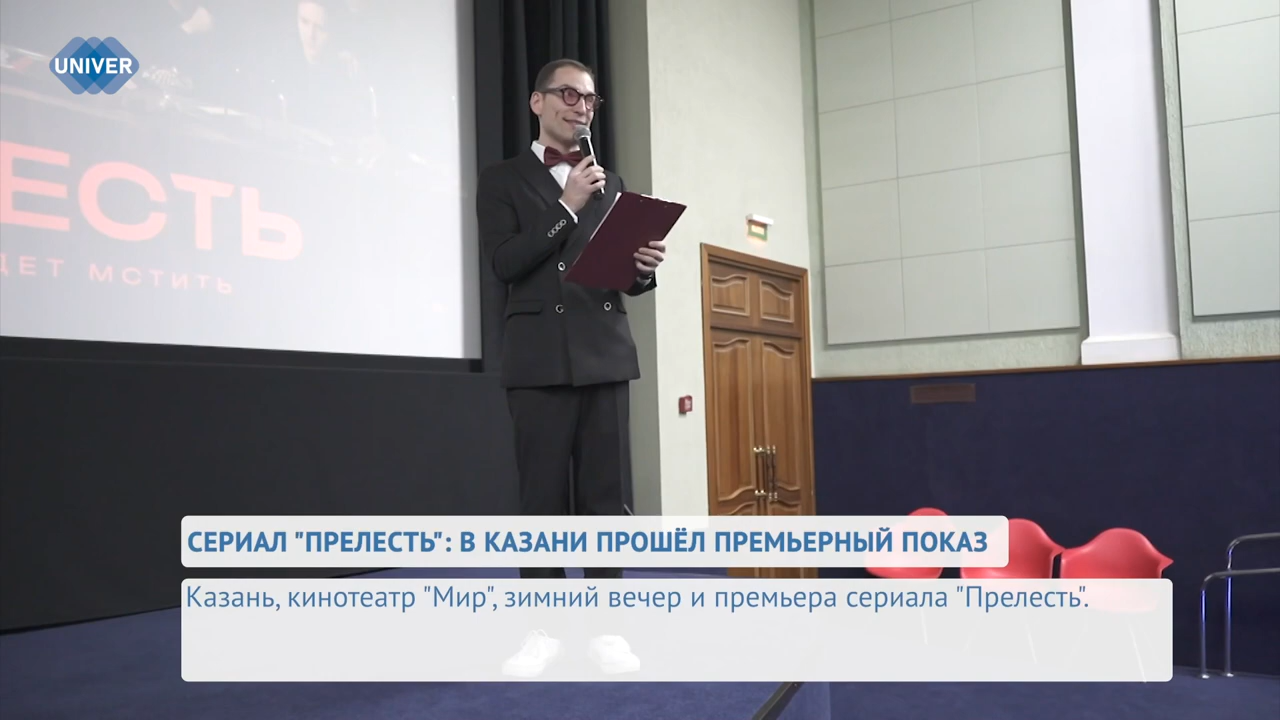 UNIVER
ЕСТЬ
ДЕТ МСТИТЬ
СЕРИАЛ "ПРЕЛЕСТЬ": В КАЗАНИ ПРОШЁЛ ПРЕМЬЕРНЫЙ ПОКАЗ
Казань, кинотеатр "Мир", зимний вечер и премьера сериала "Прелесть".